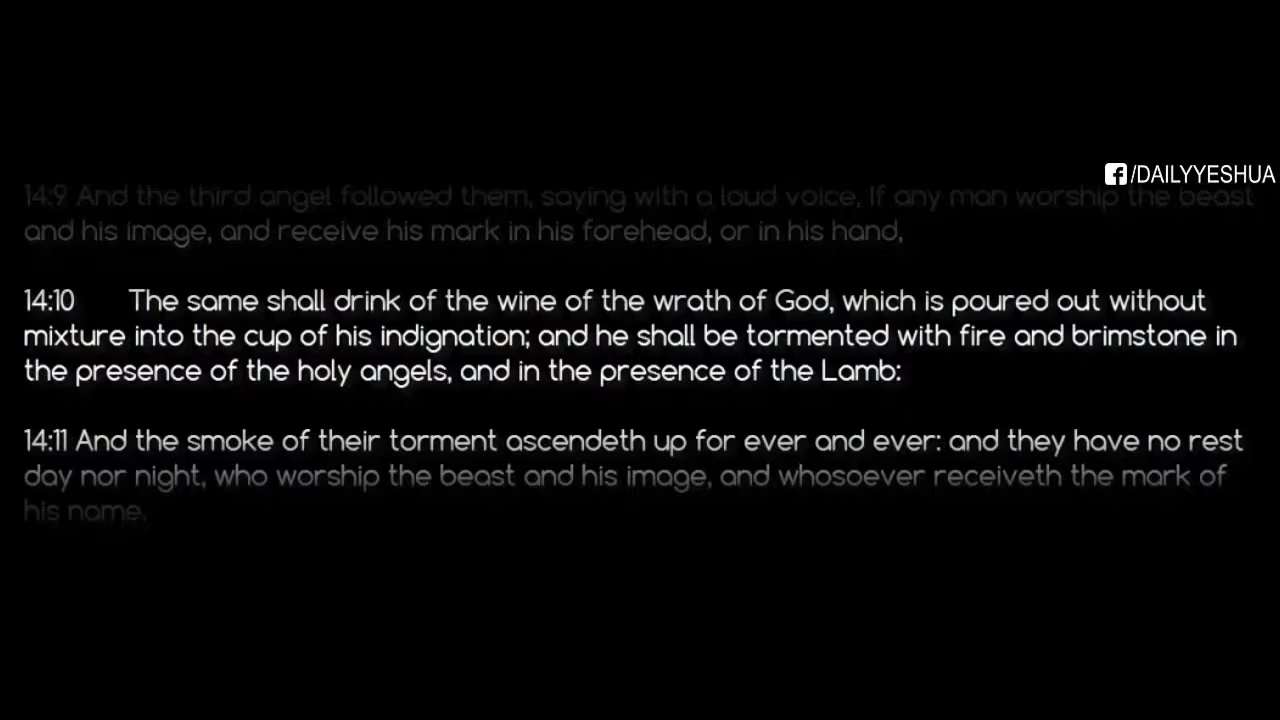 /DAILYYESHUA
14:9 And the third angel followed them, saying with a loud voice, If any man worship the beast
and his image, and receive his mark in his forehead, or in his hand,
14:10 The same shall drink of the wine of the wrath of God, which is poured out without
mixture into the cup of his indignation; and he shall be tormented with fire and brimstone in
the presence of the holy angels, and in the presence of the Lamb:
14:11 And the smoke of their torment ascendeth up for ever and ever: and they have no rest
day nor night, who worship the beast and his image, and whosoever receiveth the mark of
his name.